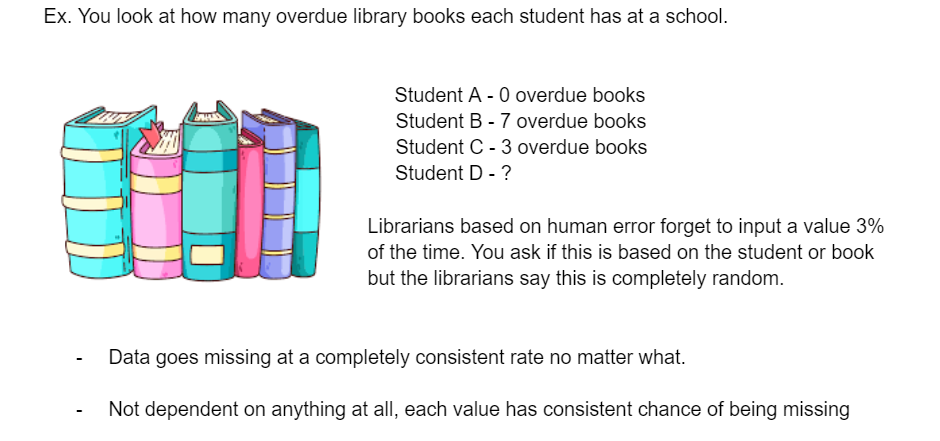 Ex. You look at how many overdue library books each student has at a school.
Student A - 0 overdue books
Student B - 7 overdue books
Student C - 3 overdue books
Student D - ?
Librarians based on human error forget to input a value 3%
of the time. You ask if this is based on the student or book
but the librarians say this is completely random.
- Data goes missing at a completely consistent rate no matter what.
- Not dependent on anything at all, each value has consistent chance of being missing